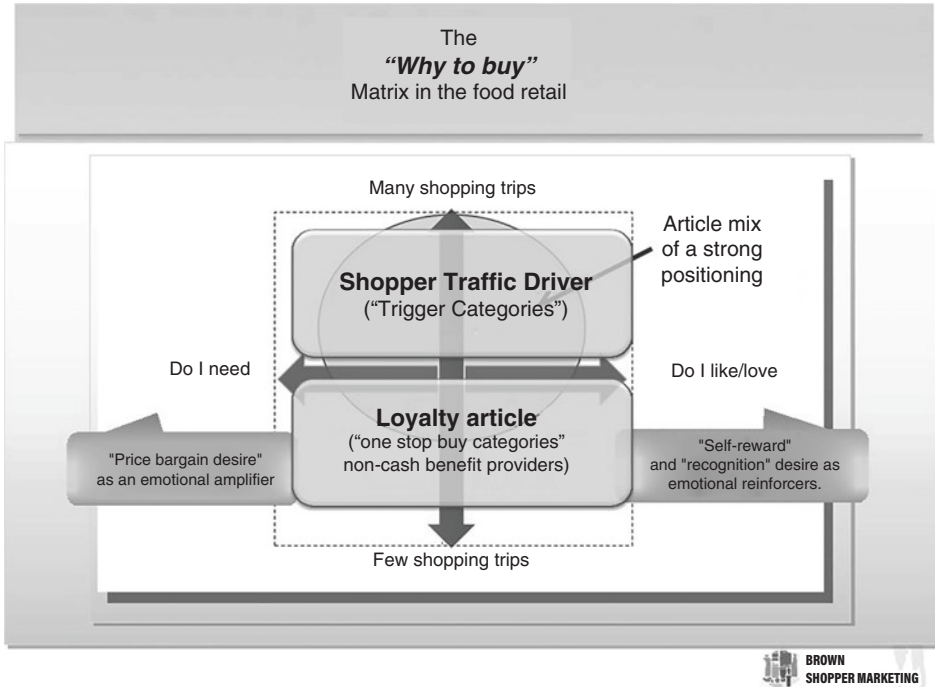 The
“Why to buy”
Matrix in the food retail
Many shopping trips
Article mix
of a strong
positioning
Shopper Traffic Driver
(“Trigger Categories”)
Do I need
Do I like/love
Loyalty article
(“one stop buy categories”
non-cash benefit providers)
"Price bargain desire"
as an emotional amplifier
"Self-reward"
and "recognition" desire as
emotional reinforcers.
Few shopping trips
BROWN
SHOPPER MARKETING